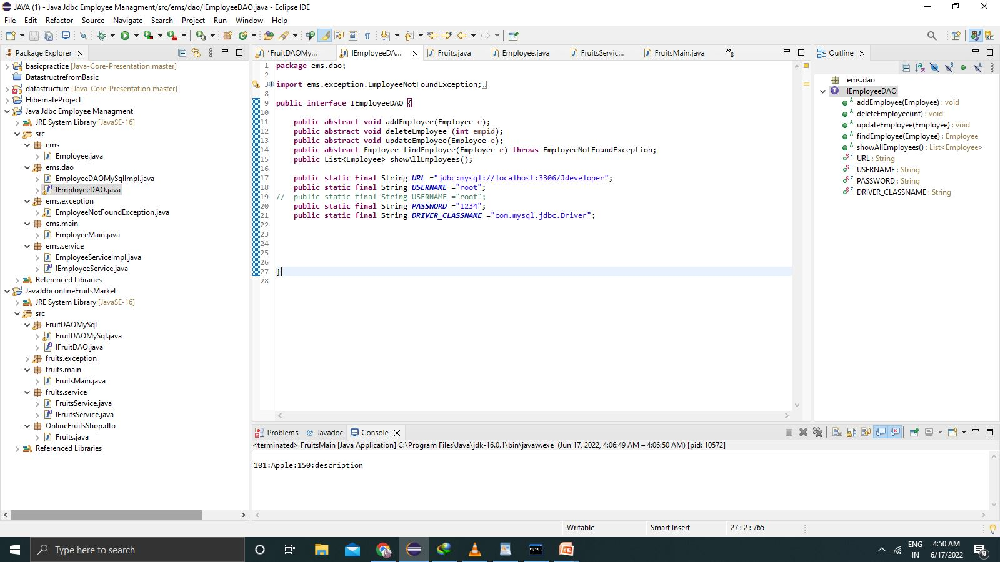 JAVA (1) - Java Jdbc Employee Managment/src/ems/dao/IEmployeeDAO.java - Eclipse IDE
File Edit Refactor Source Navigate Search Project Run Window Help
Package Explorer
basicpractice [Java-Core-Presentation master]
DatastructrefromBasic
datastructure [Java-Core-Presentation master]
HibernateProject
Java Jdbc Employee Managment
JRE System Library [JavaSE-16]
src
ems
Employee.java
ems.dao
EmployeeDAOMySqlImpl.java
IEmployeeDAO.java
ems.exception
EmployeeNotFoundException.java
ems.main
EmployeeMain.java
ems.service
EmployeeServiceImpl.java
IEmployeeService.java
Referenced Libraries
JavaJdbconlineFruitsMarket
JRE System Library [JavaSE-16]
src
FruitDAOMySql
FruitDAOMySql.java
IFruitDAO.java
fruits.exception
fruits.main
FruitsMain.java
fruits.service
FruitsService.java
IFruitsService.java
OnlineFruitsShop.dto
Fruits.java
Referenced Libraries
*FruitDAOMy... IEmployeeDA... Fruits.java Employee.java FruitsServic... FruitsMain.java »8
1 package ems.dao;
2
3 import ems.exception.EmployeeNotFoundException;
8
9 public interface IEmployeeDAO {
10
11 public abstract void addEmployee(Employee e);
12 public abstract void deleteEmployee (int empid);
13 public abstract void updateEmployee(Employee e);
14 public abstract Employee findEmployee(Employee e) throws EmployeeNotFoundException;
15 public List<Employee> showAllEmployees();
16
17 public static final String URL ="jdbc:mysql://localhost:3306/Jdeveloper";
18 public static final String USERNAME ="root";
19 // public static final String USERNAME ="root";
20 public static final String PASSWORD ="1234";
21 public static final String DRIVER_CLASSNAME ="com.mysql.jdbc.Driver";
22
23
24
25
26
27 }
28
Outline
ems.dao
IEmployeeDAO
addEmployee(Employee) : void
deleteEmployee(int) : void
updateEmployee(Employee) : void
findEmployee(Employee) : Employee
showAllEmployees() : List<Employee>
URL : String
USERNAME : String
PASSWORD : String
DRIVER_CLASSNAME : String
Problems @ Javadoc Console
<terminated> FruitsMain [Java Application] C:\Program Files\Java\jdk-16.0.1\bin\javaw.exe (Jun 17, 2022, 4:06:49 AM – 4:06:50 AM) [pid: 10572]
101:Apple:150:description
Writable Smart Insert 27 : 2 : 765
Type here to search
ENG
IN
4:50 AM
6/17/2022
9